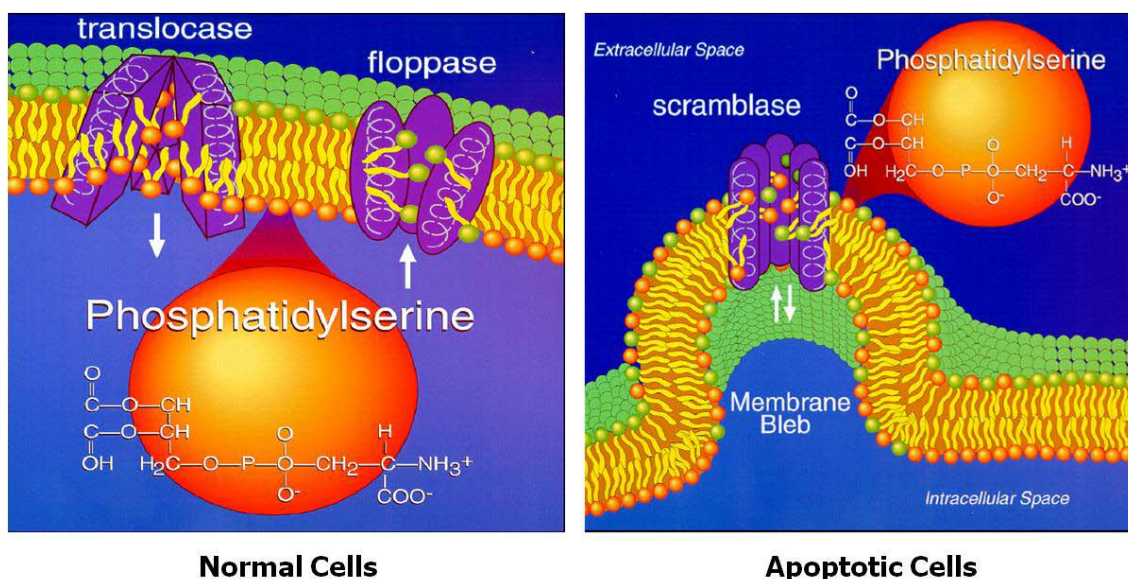 translocase
floppase
Phosphatidylserine
O
C—O—CH
C—O—CH
OH H₂C—O—P—O—CH₂—C—NH₃⁺
O
O⁻
H
COO⁻
Normal Cells
Extracellular Space
Phosphatidylserine
scramblase
O
C—O—CH
C—O—CH
OH H₂C—O—P—O—CH₂—C—NH₃⁺
O
O⁻
H
COO⁻
Membrane
Bleb
Intracellular Space
Apoptotic Cells